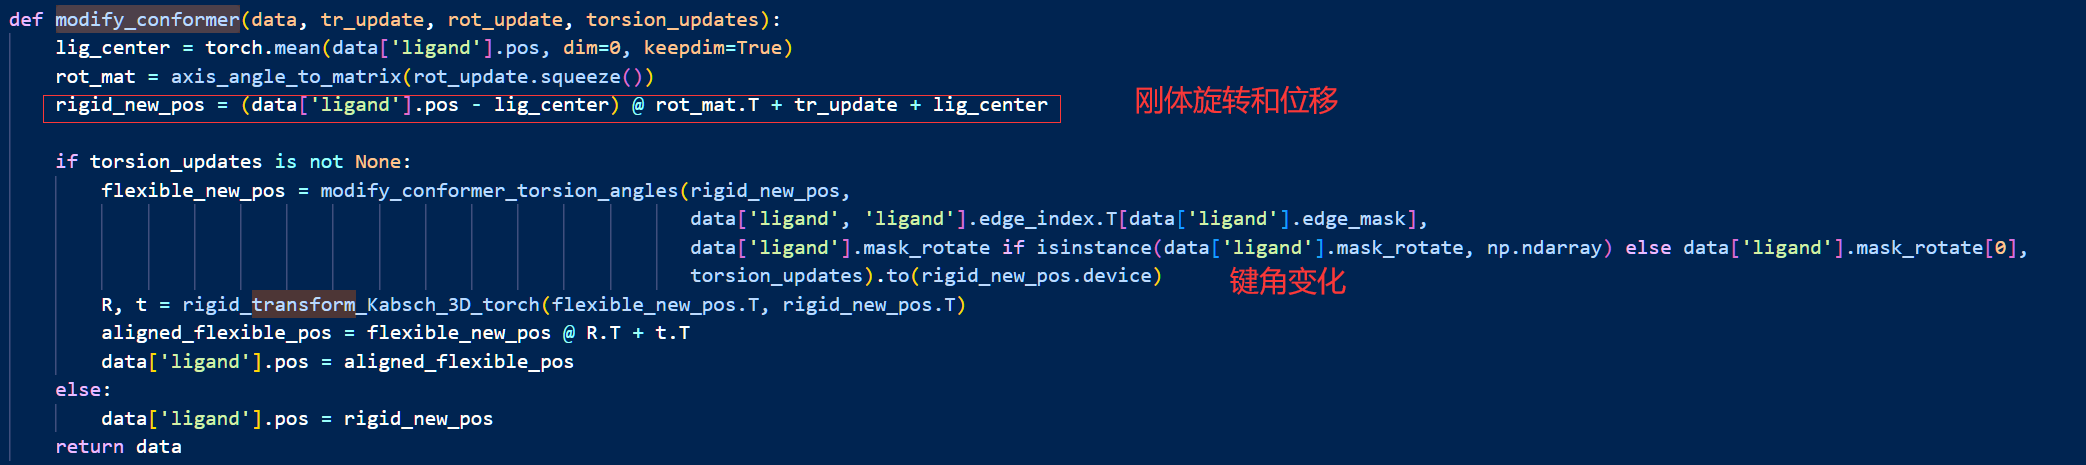 def modify_conformer(data, tr_update, rot_update, torsion_updates):
lig_center = torch.mean(data['ligand'].pos, dim=0, keepdim=True)
rot_mat = axis_angle_to_matrix(rot_update.squeeze())
rigid_new_pos = (data['ligand'].pos - lig_center) @ rot_mat.T + tr_update + lig_center
刚体旋转和位移
if torsion_updates is not None:
flexible_new_pos = modify_conformer_torsion_angles(rigid_new_pos,
data['ligand', 'ligand'].edge_index.T[data['ligand'].edge_mask],
data['ligand'].mask_rotate if isinstance(data['ligand'].mask_rotate, np.ndarray) else data['ligand'].mask_rotate[0],
torsion_updates).to(rigid_new_pos.device)
键角变化
R, t = rigid_transform_Kabsch_3D_torch(flexible_new_pos.T, rigid_new_pos.T)
aligned_flexible_pos = flexible_new_pos @ R.T + t.T
data['ligand'].pos = aligned_flexible_pos
else:
data['ligand'].pos = rigid_new_pos
return data